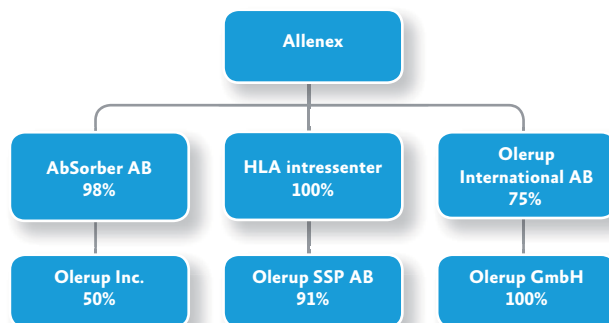 Allenex
AbSorber AB
98%
HLA intressenter
100%
Olerup
International AB
75%
Olerup Inc.
50%
Olerup SSP AB
91%
Olerup GmbH
100%